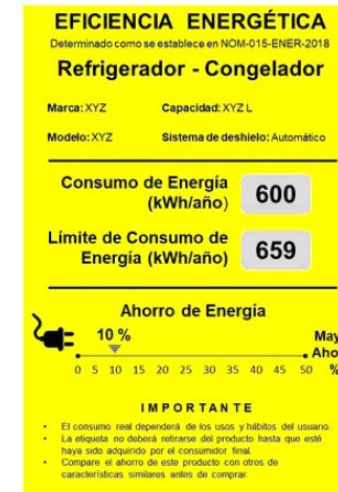 EFICIENCIA ENERGÉTICA
Determinado como se establece en NOM-015-ENER-2018
Refrigerador - Congelador
Marca: XYZ Capacidad: XYZ L
Modelo: XYZ Sistema de deshielo: Automático
Consumo de Energía
(kWh/año) 600
Límite de Consumo de
Energía (kWh/año) 659
Ahorro de Energía
10 % May
Aho
0 5 10 15 20 25 30 35 40 45 50 %
IMPORTANTE
• El consumo real dependerá de los usos y hábitos del usuario.
• La etiqueta no deberá retirarse del producto hasta que esté
haya sido adquirido por el consumidor final.
• Compare el ahorro de este producto con otros de
características similares antes de comprar.